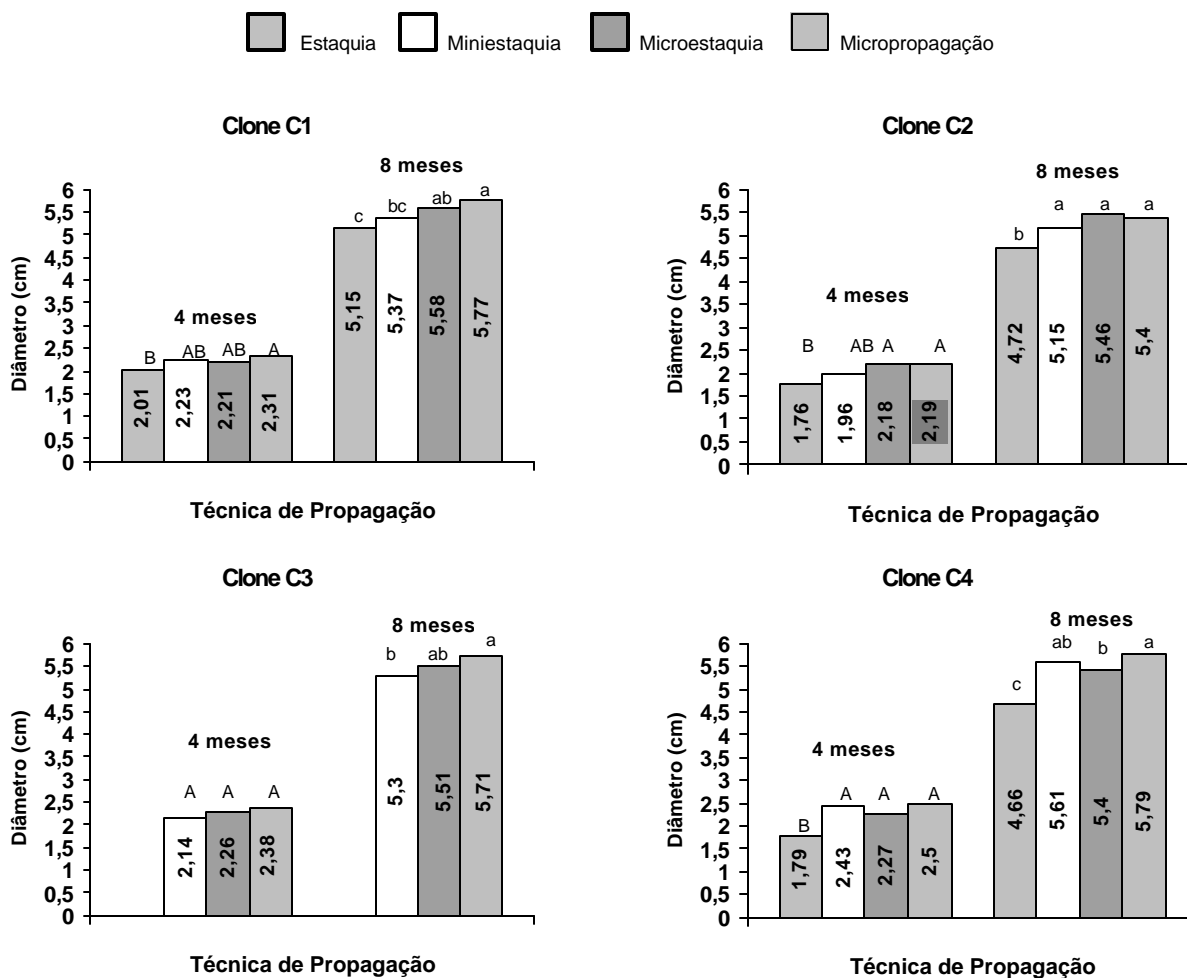 Estaquia Miniestaquia Microestaquia Micropropagação
Clone C1
8 meses
4 meses
Diâmetro (cm)
6
5,5
5
4,5
4
3,5
3
2,5
2
1,5
1
0,5
0
B AB AB A
c bc ab a
2,01 2,23 2,21 2,31
5,15 5,37 5,58 5,77
Técnica de Propagação
Clone C2
8 meses
4 meses
Diâmetro (cm)
6
5,5
5
4,5
4
3,5
3
2,5
2
1,5
1
0,5
0
B AB A A
b a a a
1,76 1,96 2,18 2,19
4,72 5,15 5,46 5,4
Técnica de Propagação
Clone C3
8 meses
4 meses
Diâmetro (cm)
6
5,5
5
4,5
4
3,5
3
2,5
2
1,5
1
0,5
0
A A A
b ab a
2,14 2,26 2,38
5,3 5,51 5,71
Técnica de Propagação
Clone C4
8 meses
4 meses
Diâmetro (cm)
6
5,5
5
4,5
4
3,5
3
2,5
2
1,5
1
0,5
0
B A A A
c ab b a
1,79 2,43 2,27 2,5
4,66 5,61 5,4 5,79
Técnica de Propagação